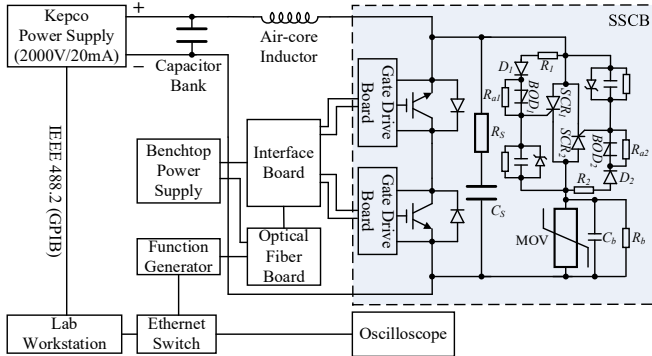 Kepco
Power Supply
(2000V/20mA)
+
−
Capacitor
Bank
Air-core
Inductor
SSCB
IEEE 488.2 (GPIB)
Benchtop
Power
Supply
Interface
Board
Function
Generator
Optical
Fiber
Board
Lab
Workstation
Ethernet
Switch
Oscilloscope
Gate Drive
Board
Gate Drive
Board
RS
CS
D1
R1
Ra1
BOD1
SCR1
SCR2
BOD2
Ra2
R2
D2
MOV
Cb
Rb